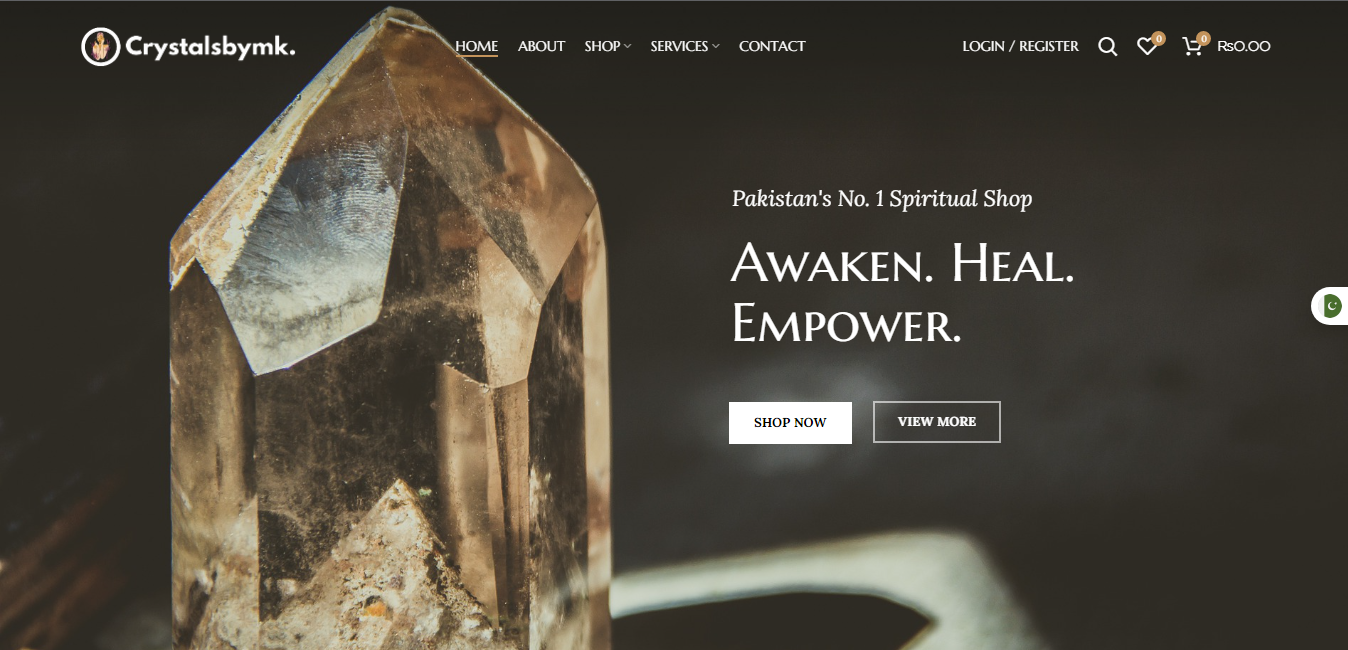 Crystalsbymk.
HOME ABOUT SHOP SERVICES CONTACT
LOGIN / REGISTER 0 0 ₨0.00
Pakistan's No. 1 Spiritual Shop
Awaken. Heal.
Empower.
SHOP NOW VIEW MORE